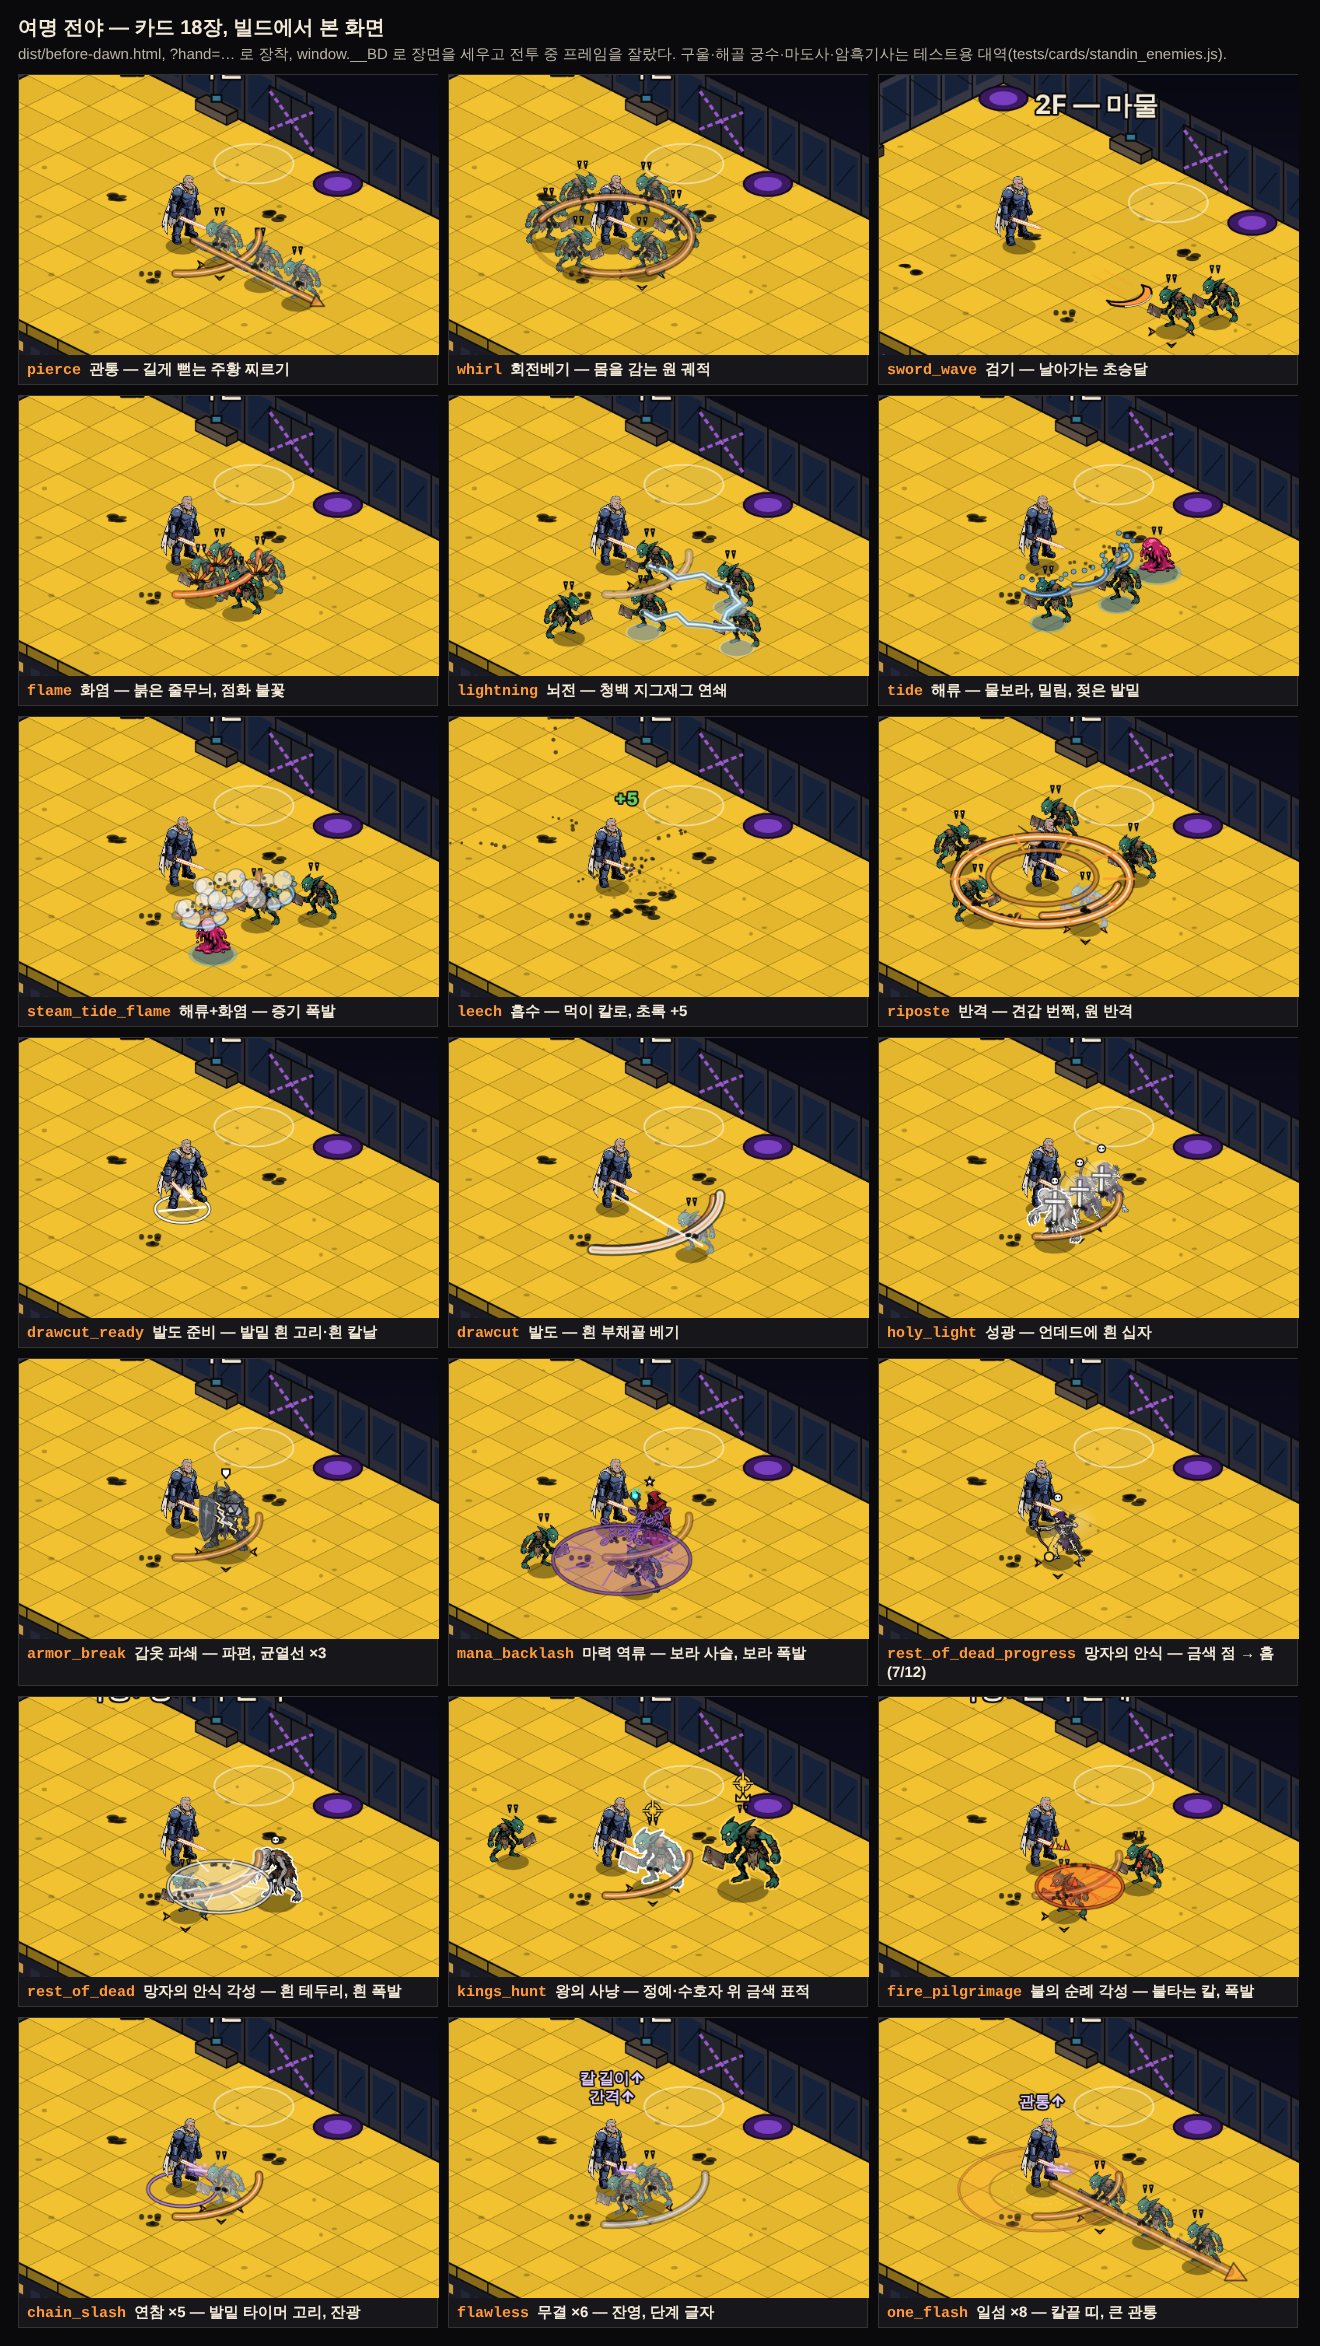 여명 전야 — 카드 18장, 빌드에서 본 화면
dist/before-dawn.html, ?hand=… 로 장착, window.__BD 로 장면을 세우고 전투 중 프레임을 잘랐다. 구울·해골 궁수·마도사·암흑기사는 테스트용 대역(tests/cards/standin_enemies.js).
2F — 마물
pierce 관통 — 길게 뻗는 주황 찌르기
whirl 회전베기 — 몸을 감는 원 궤적
sword_wave 검기 — 날아가는 초승달
flame 화염 — 붉은 줄무늬, 점화 불꽃
lightning 뇌전 — 청백 지그재그 연쇄
tide 해류 — 물보라, 밀림, 젖은 발밑
+5
steam_tide_flame 해류+화염 — 증기 폭발
leech 흡수 — 먹이 칼로, 초록 +5
riposte 반격 — 견갑 번쩍, 원 반격
drawcut_ready 발도 준비 — 발밑 흰 고리·흰 칼날
drawcut 발도 — 흰 부채꼴 베기
holy_light 성광 — 언데드에 흰 십자
armor_break 갑옷 파쇄 — 파편, 균열선 ×3
mana_backlash 마력 역류 — 보라 사슬, 보라 폭발
rest_of_dead_progress 망자의 안식 — 금색 점 → 홈
(7/12)
rest_of_dead 망자의 안식 각성 — 흰 테두리, 흰 폭발
kings_hunt 왕의 사냥 — 정예·수호자 위 금색 표적
fire_pilgrimage 불의 순례 각성 — 불타는 칼, 폭발
칼 길이↑
간격↑
관통↑
chain_slash 연참 ×5 — 발밑 타이머 고리, 잔광
flawless 무결 ×6 — 잔영, 단계 글자
one_flash 일섬 ×8 — 칼끝 띠, 큰 관통